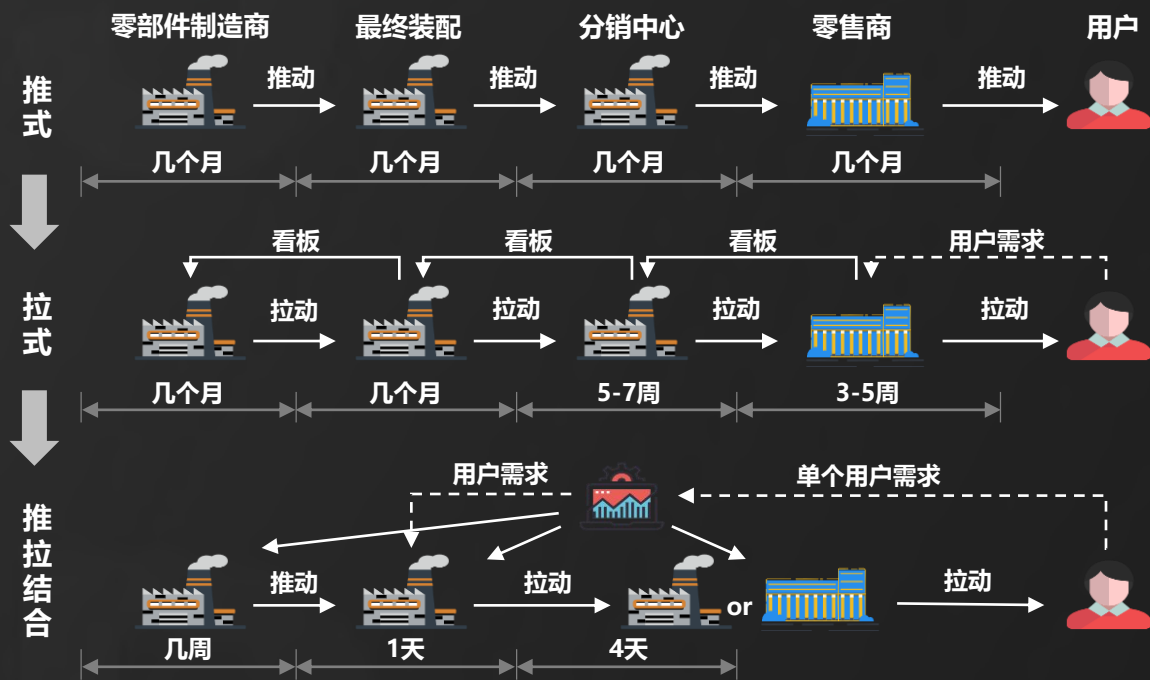 零部件制造商
最终装配
分销中心
零售商
用户
推式
推动
推动
推动
推动
几个月
几个月
几个月
几个月
看板
看板
看板
用户需求
拉式
拉动
拉动
拉动
拉动
几个月
几个月
5-7周
3-5周
用户需求
单个用户需求
推拉结合
推动
拉动
or
拉动
几周
1天
4天